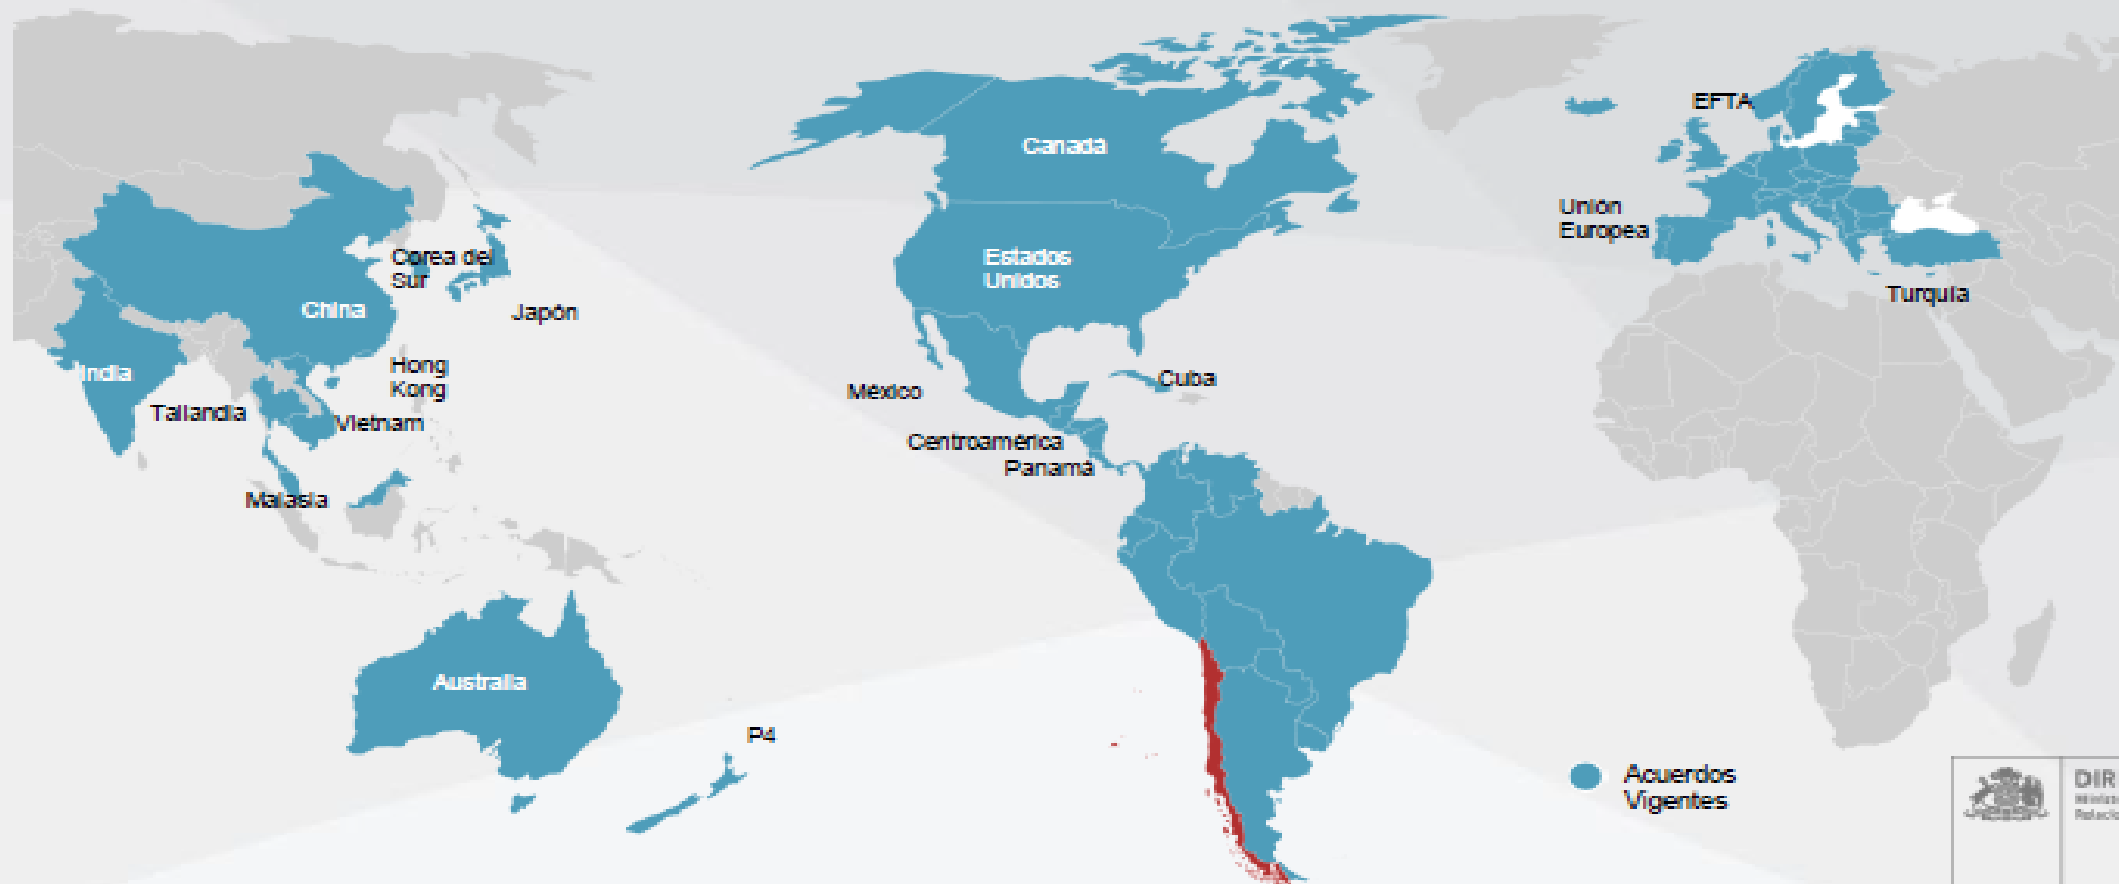 Canadá
EFTA
Unión
Europea
Corea del
Sur
Estados
Unidos
China
Japón
Turquía
India
Hong
Kong
México
Cuba
Tailandia
Vietnam
Centroamérica
Panamá
Malasia
Australia
P4
Acuerdos
Vigentes
DIR